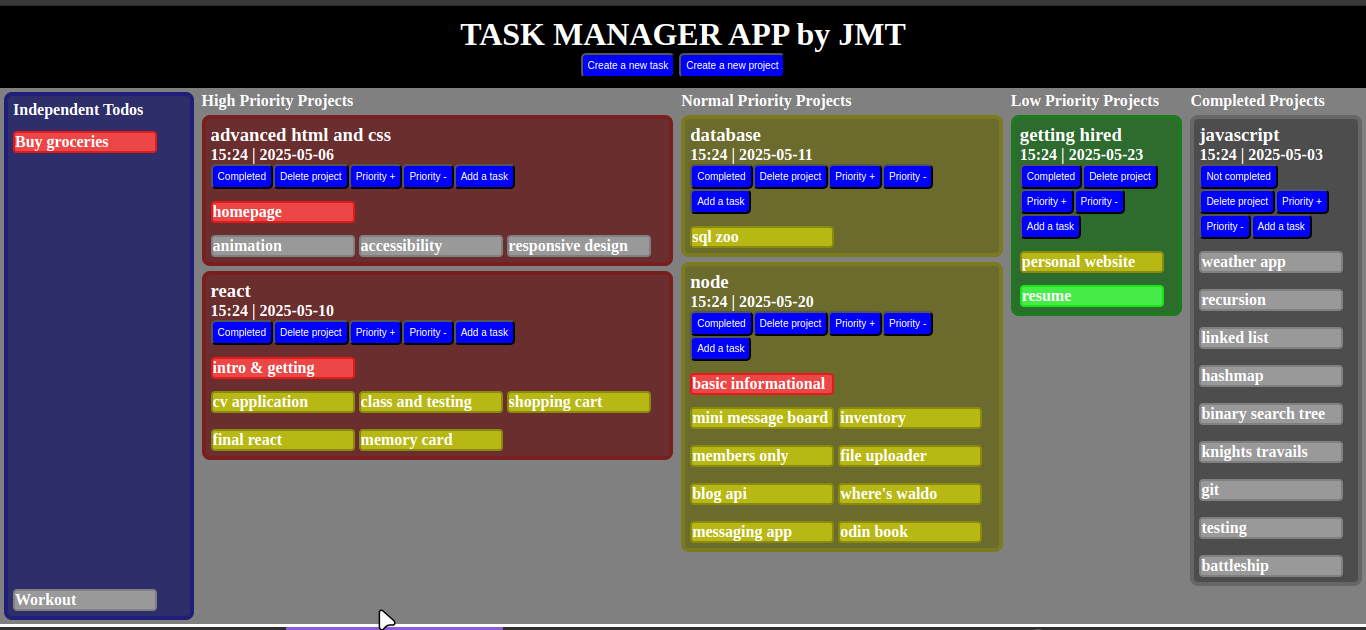 TASK MANAGER APP by JMT
Create a new task Create a new project
Independent Todos
Buy groceries
Workout
High Priority Projects
advanced html and css
15:24 | 2025-05-06
Completed Delete project Priority + Priority - Add a task
homepage
animation accessibility responsive design
react
15:24 | 2025-05-10
Completed Delete project Priority + Priority - Add a task
intro & getting
cv application class and testing shopping cart
final react memory card
Normal Priority Projects
database
15:24 | 2025-05-11
Completed Delete project Priority + Priority -
Add a task
sql zoo
node
15:24 | 2025-05-20
Completed Delete project Priority + Priority -
Add a task
basic informational
mini message board inventory
members only file uploader
blog api where's waldo
messaging app odin book
Low Priority Projects
getting hired
15:24 | 2025-05-23
Completed Delete project
Priority + Priority -
Add a task
personal website
resume
Completed Projects
javascript
15:24 | 2025-05-03
Not completed
Delete project Priority +
Priority - Add a task
weather app
recursion
linked list
hashmap
binary search tree
knights travails
git
testing
battleship